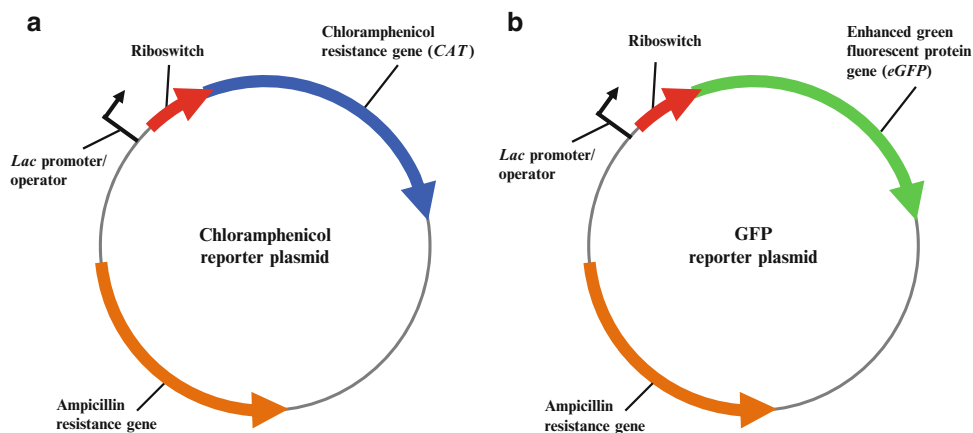 a
Riboswitch
Chloramphenicol
resistance gene (CAT)
Lac promoter/
operator
Chloramphenicol
reporter plasmid
Ampicillin
resistance gene
b
Riboswitch
Enhanced green
fluorescent protein
gene (eGFP)
Lac promoter/
operator
GFP
reporter plasmid
Ampicillin
resistance gene